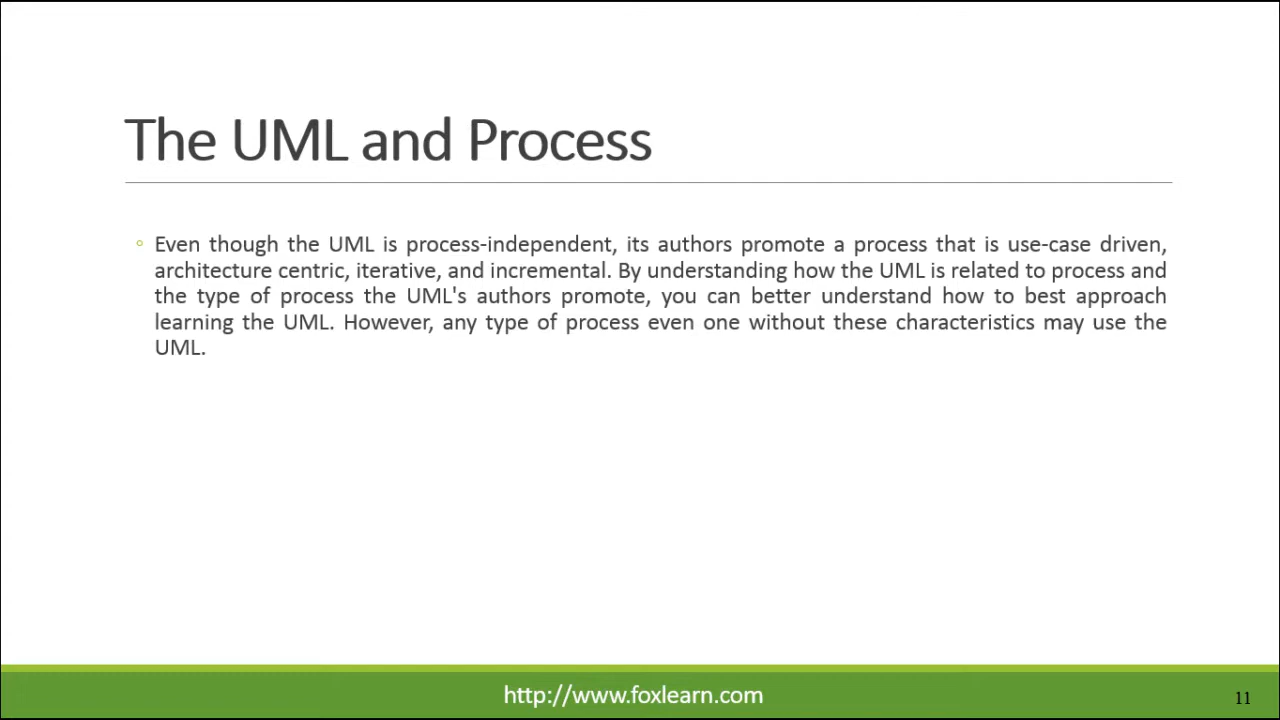 The UML and Process
◦ Even though the UML is process-independent, its authors promote a process that is use-case driven,
architecture centric, iterative, and incremental. By understanding how the UML is related to process and
the type of process the UML's authors promote, you can better understand how to best approach
learning the UML. However, any type of process even one without these characteristics may use the
UML.
http://www.foxlearn.com
11